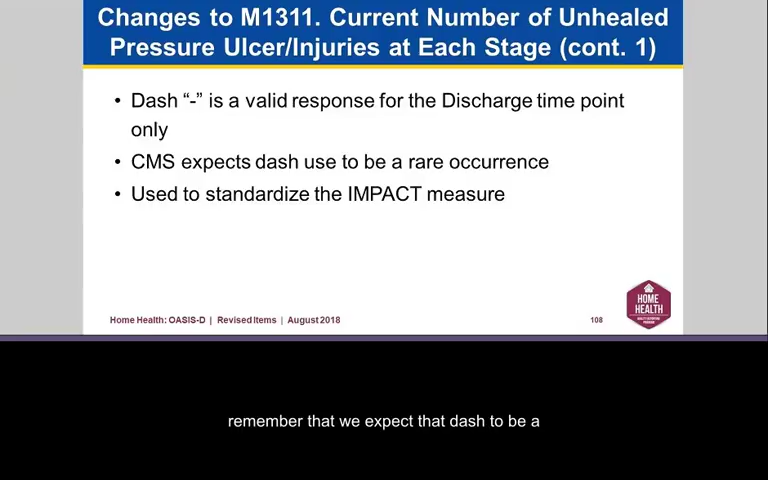 Changes to M1311. Current Number of Unhealed
Pressure Ulcer/Injuries at Each Stage (cont. 1)
• Dash “-” is a valid response for the Discharge time point
only
• CMS expects dash use to be a rare occurrence
• Used to standardize the IMPACT measure
Home Health: OASIS-D | Revised Items | August 2018
108
HOME
HEALTH
remember that we expect that dash to be a